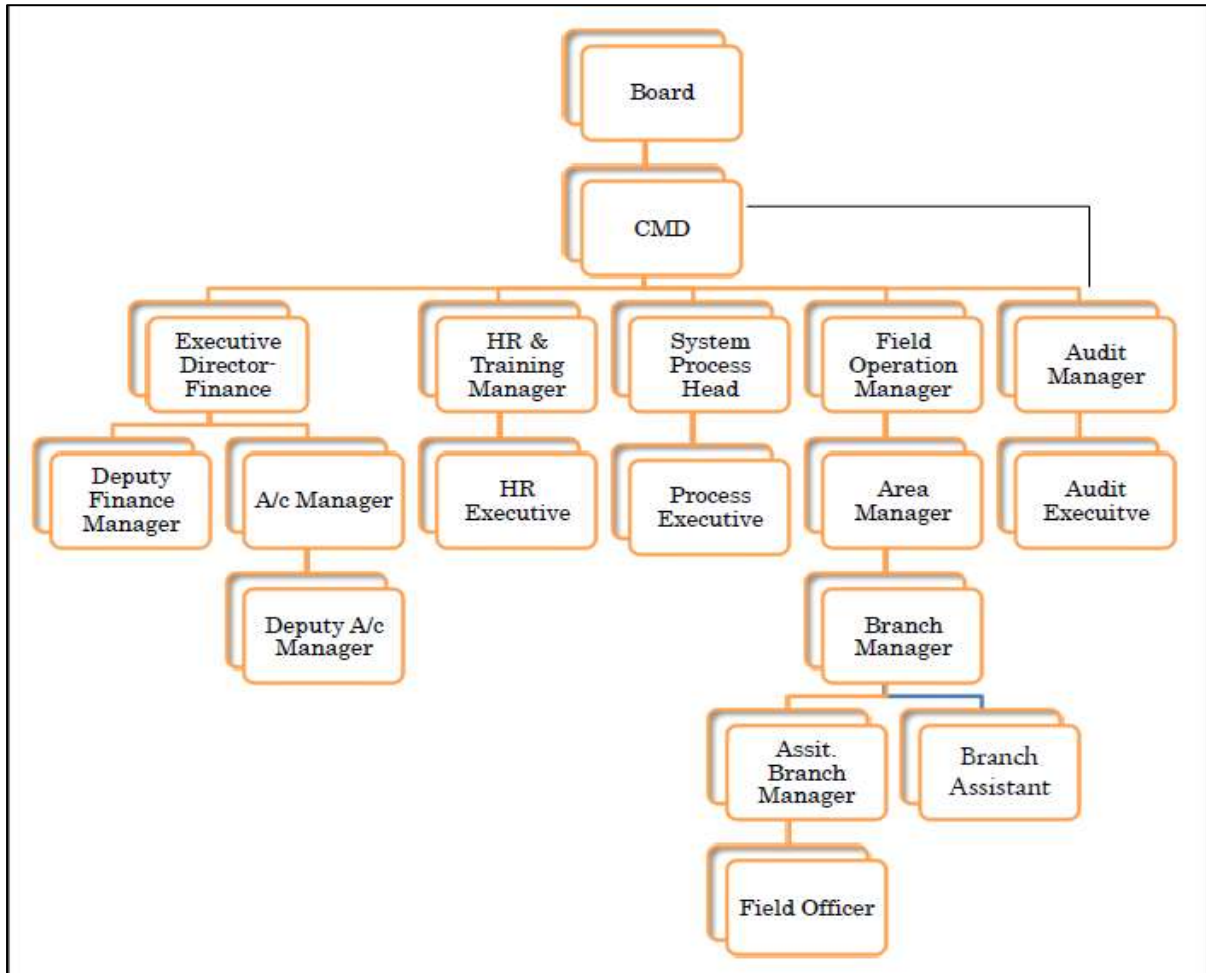 Board
CMD
Executive
Director-
Finance
HR &
Training
Manager
System
Process
Head
Field
Operation
Manager
Audit
Manager
Deputy
Finance
Manager
A/c Manager
HR
Executive
Process
Executive
Area
Manager
Audit
Execuitve
Deputy A/c
Manager
Branch
Manager
Assit.
Branch
Manager
Branch
Assistant
Field Officer